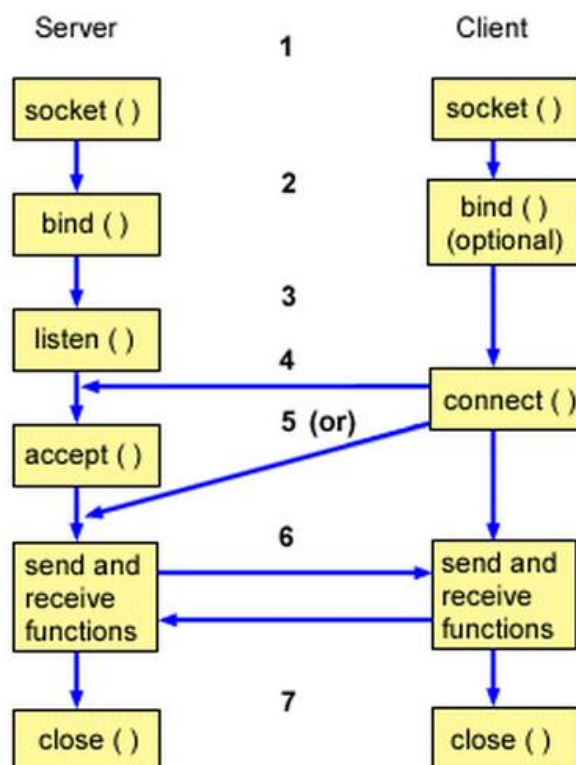 Server
1
Client
socket ( )
socket ( )
2
bind ( )
bind ( )
(optional)
3
listen ( )
4
connect ( )
5 (or)
accept ( )
6
send and
receive
functions
send and
receive
functions
7
close ( )
close ( )